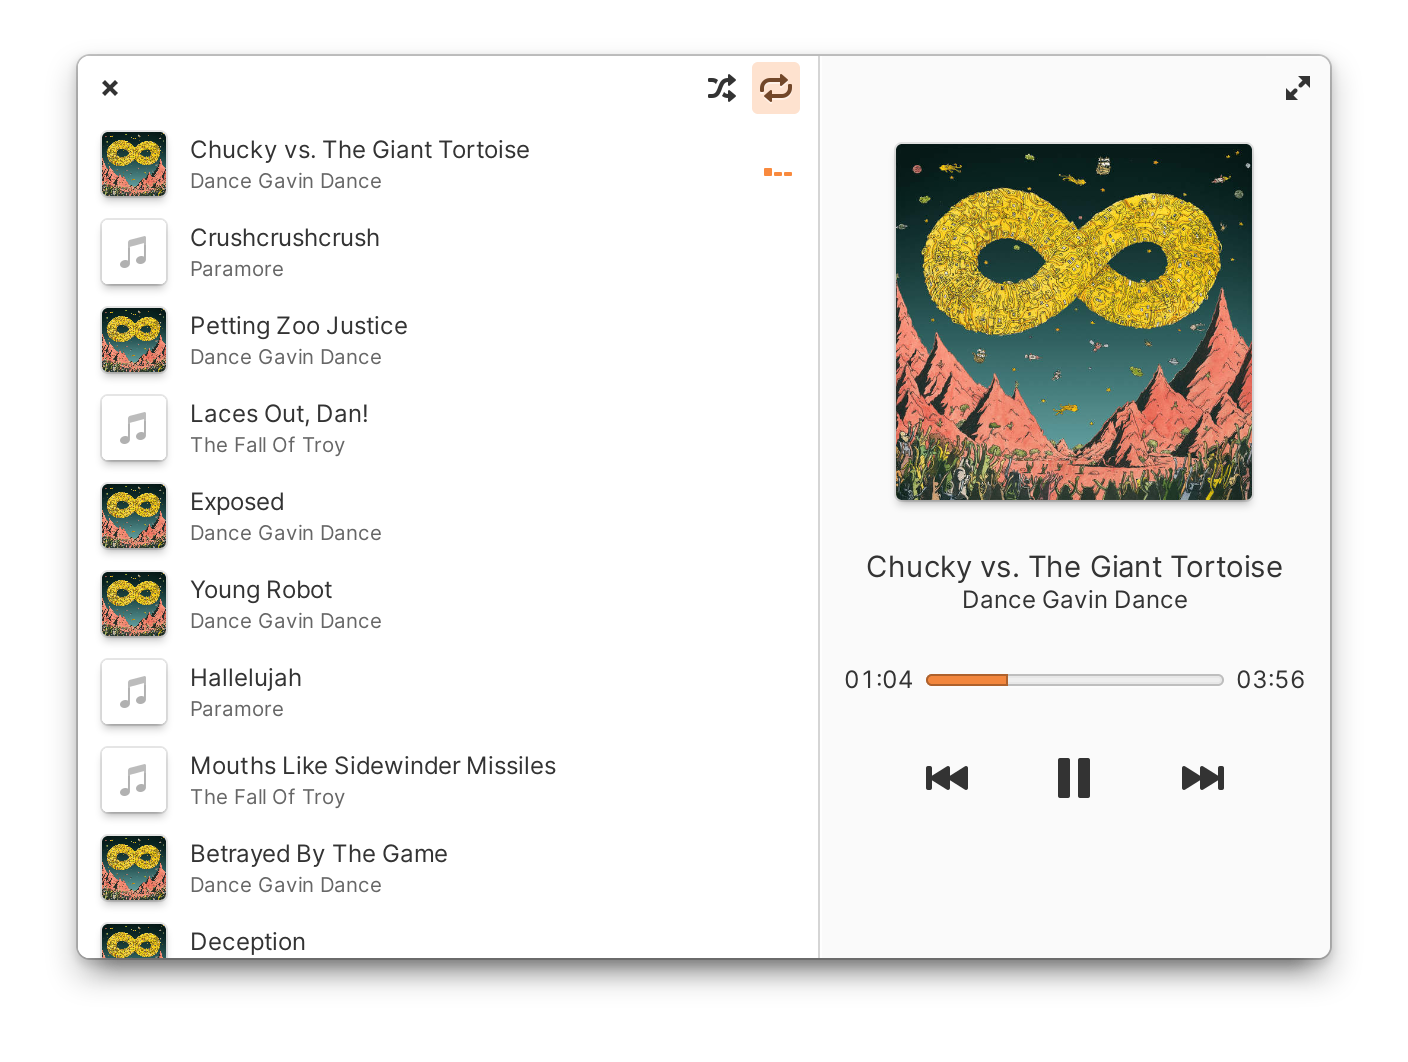 Chucky vs. The Giant Tortoise
Dance Gavin Dance
Crushcrushcrush
Paramore
Petting Zoo Justice
Dance Gavin Dance
Laces Out, Dan!
The Fall Of Troy
Exposed
Dance Gavin Dance
Young Robot
Dance Gavin Dance
Hallelujah
Paramore
Mouths Like Sidewinder Missiles
The Fall Of Troy
Betrayed By The Game
Dance Gavin Dance
Deception
Chucky vs. The Giant Tortoise
Dance Gavin Dance
01:04 03:56